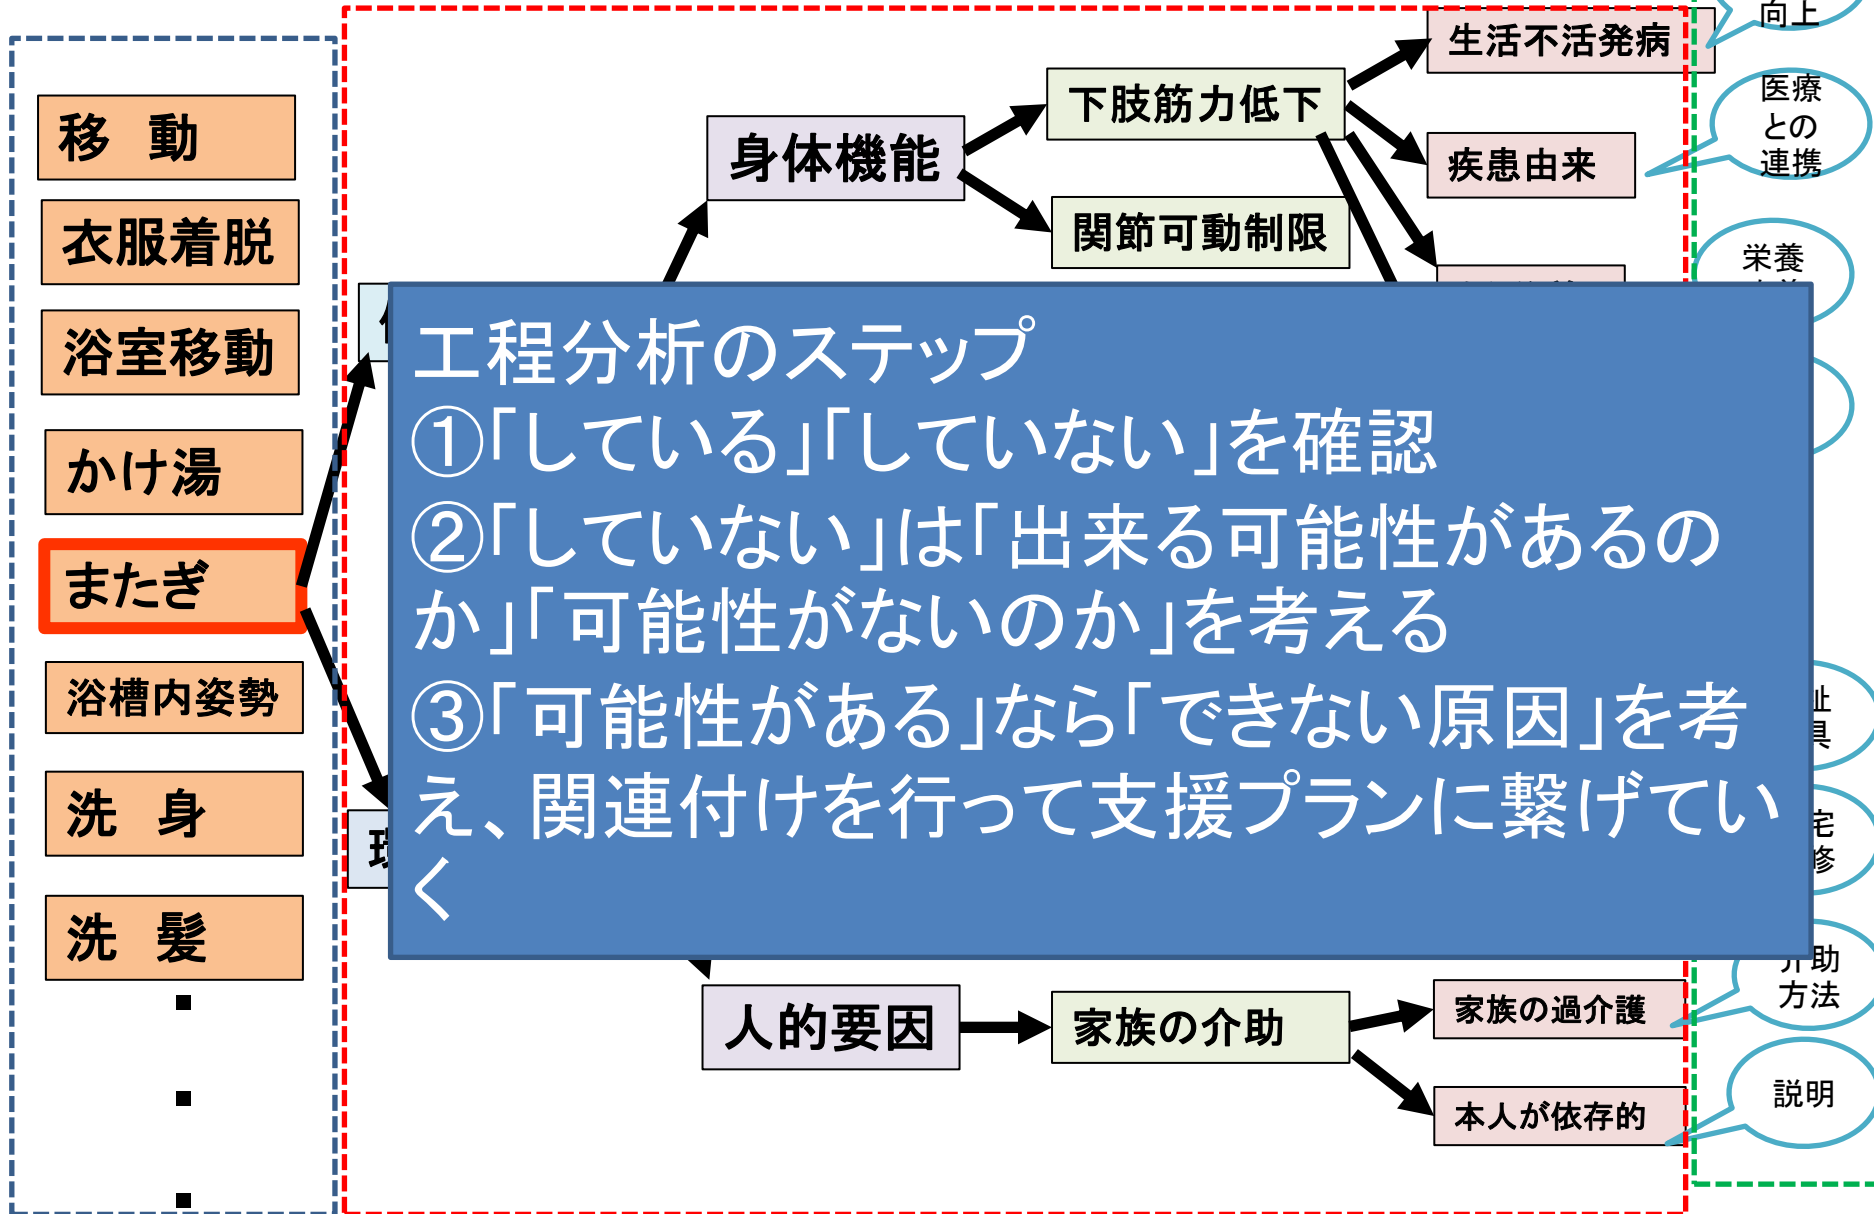 移 動
衣服着脱
浴室移動
かけ湯
またぎ
浴槽内姿勢
洗 身
洗 髪
身体機能
下肢筋力低下
関節可動制限
生活不活発病
疾患由来
向上
医療
との
連携
栄養
工程分析のステップ
①「している」「していない」を確認
②「していない」は「出来る可能性があるの
か」「可能性がないのか」を考える
③「可能性がある」なら「できない原因」を考
え、関連付けを行って支援プランに繋げてい
く
人的要因
家族の介助
家族の過介護
本人が依存的
介助
方法
説明